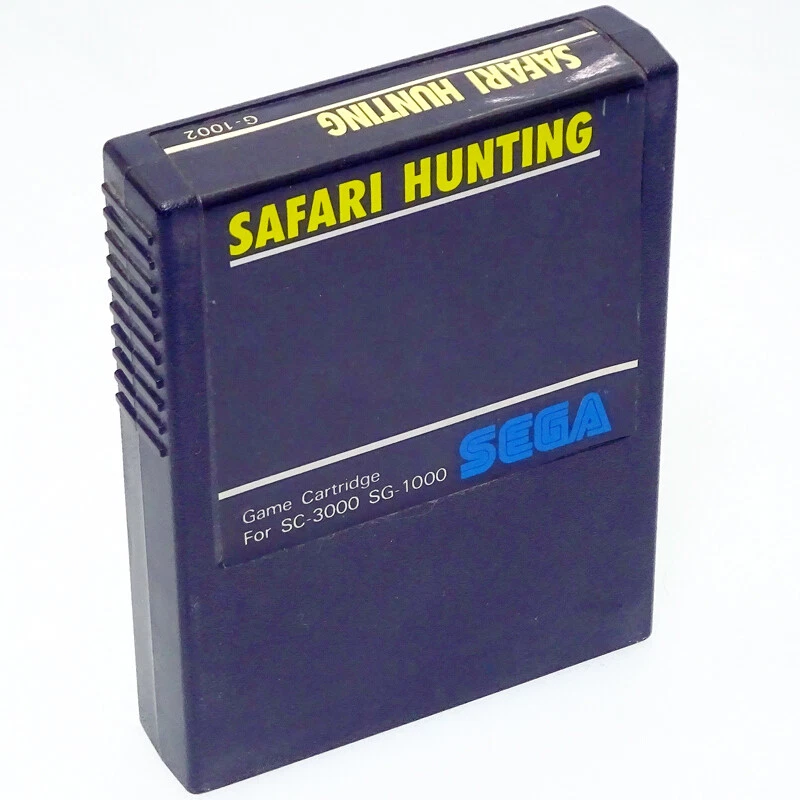 SAFARI HUNTING
G-1002
SAFARI HUNTING
SEGA
Game Cartridge
For SC-3000 SG-1000